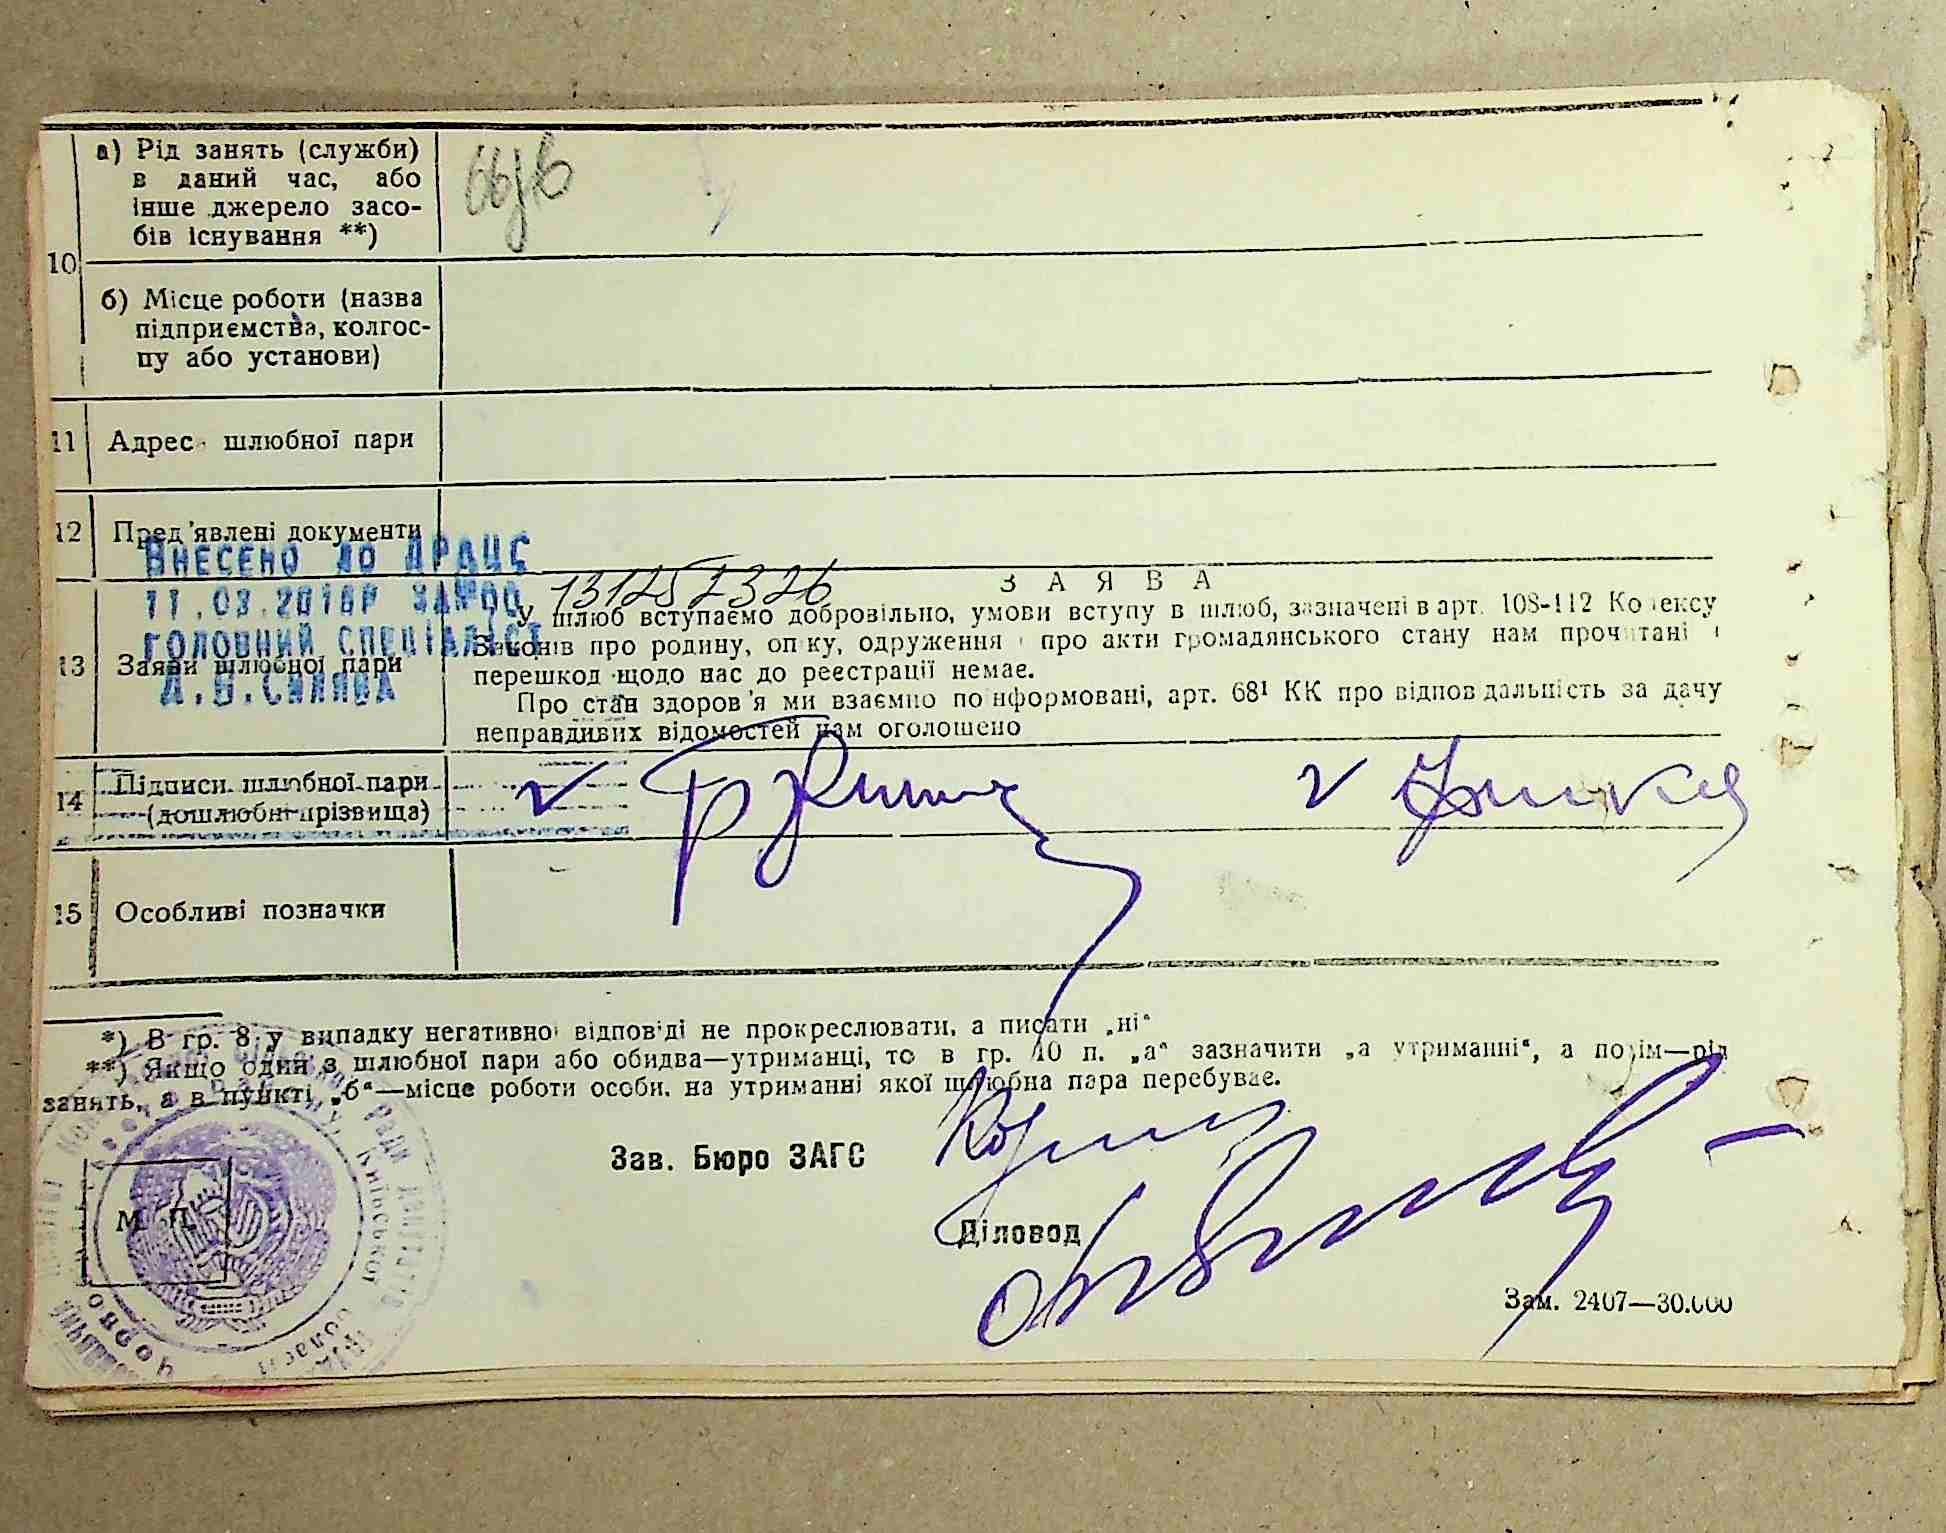 10
а) Рід занять (служби)
в даний час, або
інше джерело засо-
бів існування **)
б) Місце роботи (назва
підприємства, колгос-
пу або установи)
11 Адрес шлюбної пари
12 Пред'явлені документи
ВНЕСЕНО ДО ДРАЦС
11.03.2016Р ЗА№00 131252326
ГОЛОВНИЙ СПЕЦІАЛІСТ
13 Заяви шлюбної пари
З А Я В А
У шлюб вступаємо добровільно, умови вступу в шлюб, зазначені в арт. 108-112 Кодексу
Законів про родину, опіку, одруження і про акти громадянського стану нам прочитані і
перешкод щодо нас до реєстрації немає.
Про стан здоров'я ми взаємно поінформовані, арт. 68¹ КК про відповідальність за дачу
неправдивих відомостей нам оголошено
14 Підписи шлюбної пари
(дошлюбні прізвища)
15 Особливі позначки
*) В гр. 8 у випадку негативної відповіді не прокреслювати, а писати „ні“
**) Якщо один з шлюбної пари або обидва—утриманці, то в гр. 10 п. „а“ зазначити „а утриманні“, а потім—рід
занять, а в пункті „б“—місце роботи особи, на утриманні якої шлюбна пара перебуває.
Зав. Бюро ЗАГС
М П
Діловод
Зам. 2407—30.000